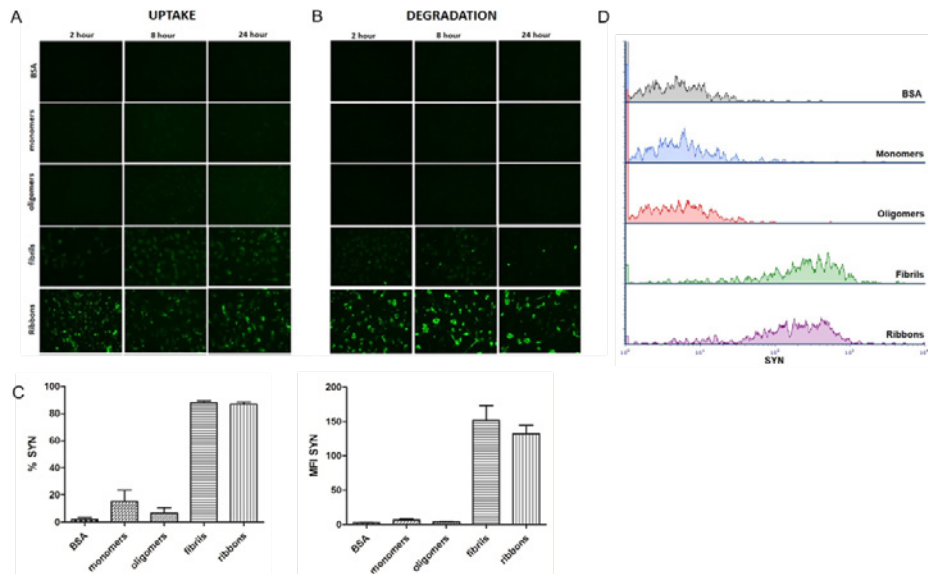 A
UPTAKE
2 hour 8 hour 24 hour
BSA
monomers
oligomers
fibrils
Ribbons
B
DEGRADATION
2 hour 8 hour 24 hour
D
BSA
Monomers
Oligomers
Fibrils
Ribbons
SYN
C
% SYN
100
80
60
40
20
0
BSA
monomers
oligomers
fibrils
ribbons
MFI SYN
200
150
100
50
0
BSA
monomers
oligomers
fibrils
ribbons